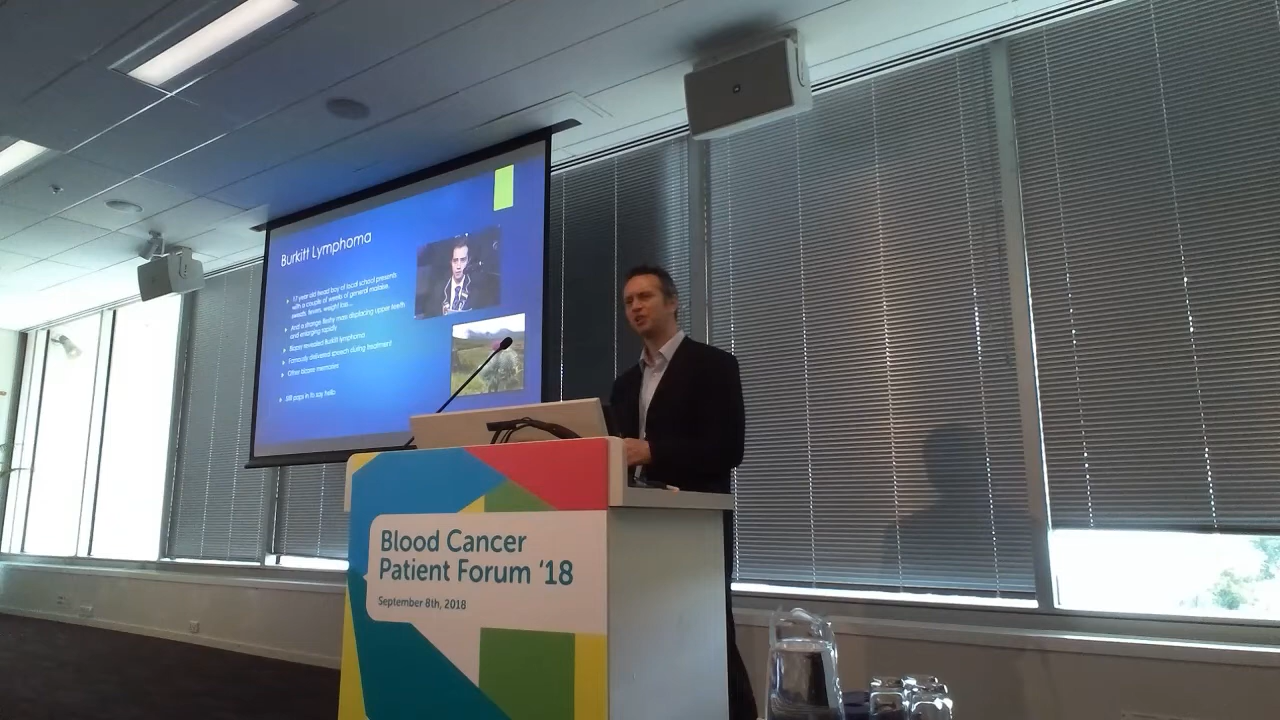 Burkitt Lymphoma
17 year old head boy of local school presents
with a couple of weeks of general malaise,
sweats, fevers, weight loss...
And a strange fleshy mass displacing upper teeth
and enlarging rapidly
Biopsy revealed Burkitt lymphoma
Famously delivered speech during treatment
Other bizarre memories
Still pops in to say hello
Blood Cancer
Patient Forum '18
September 8th, 2018